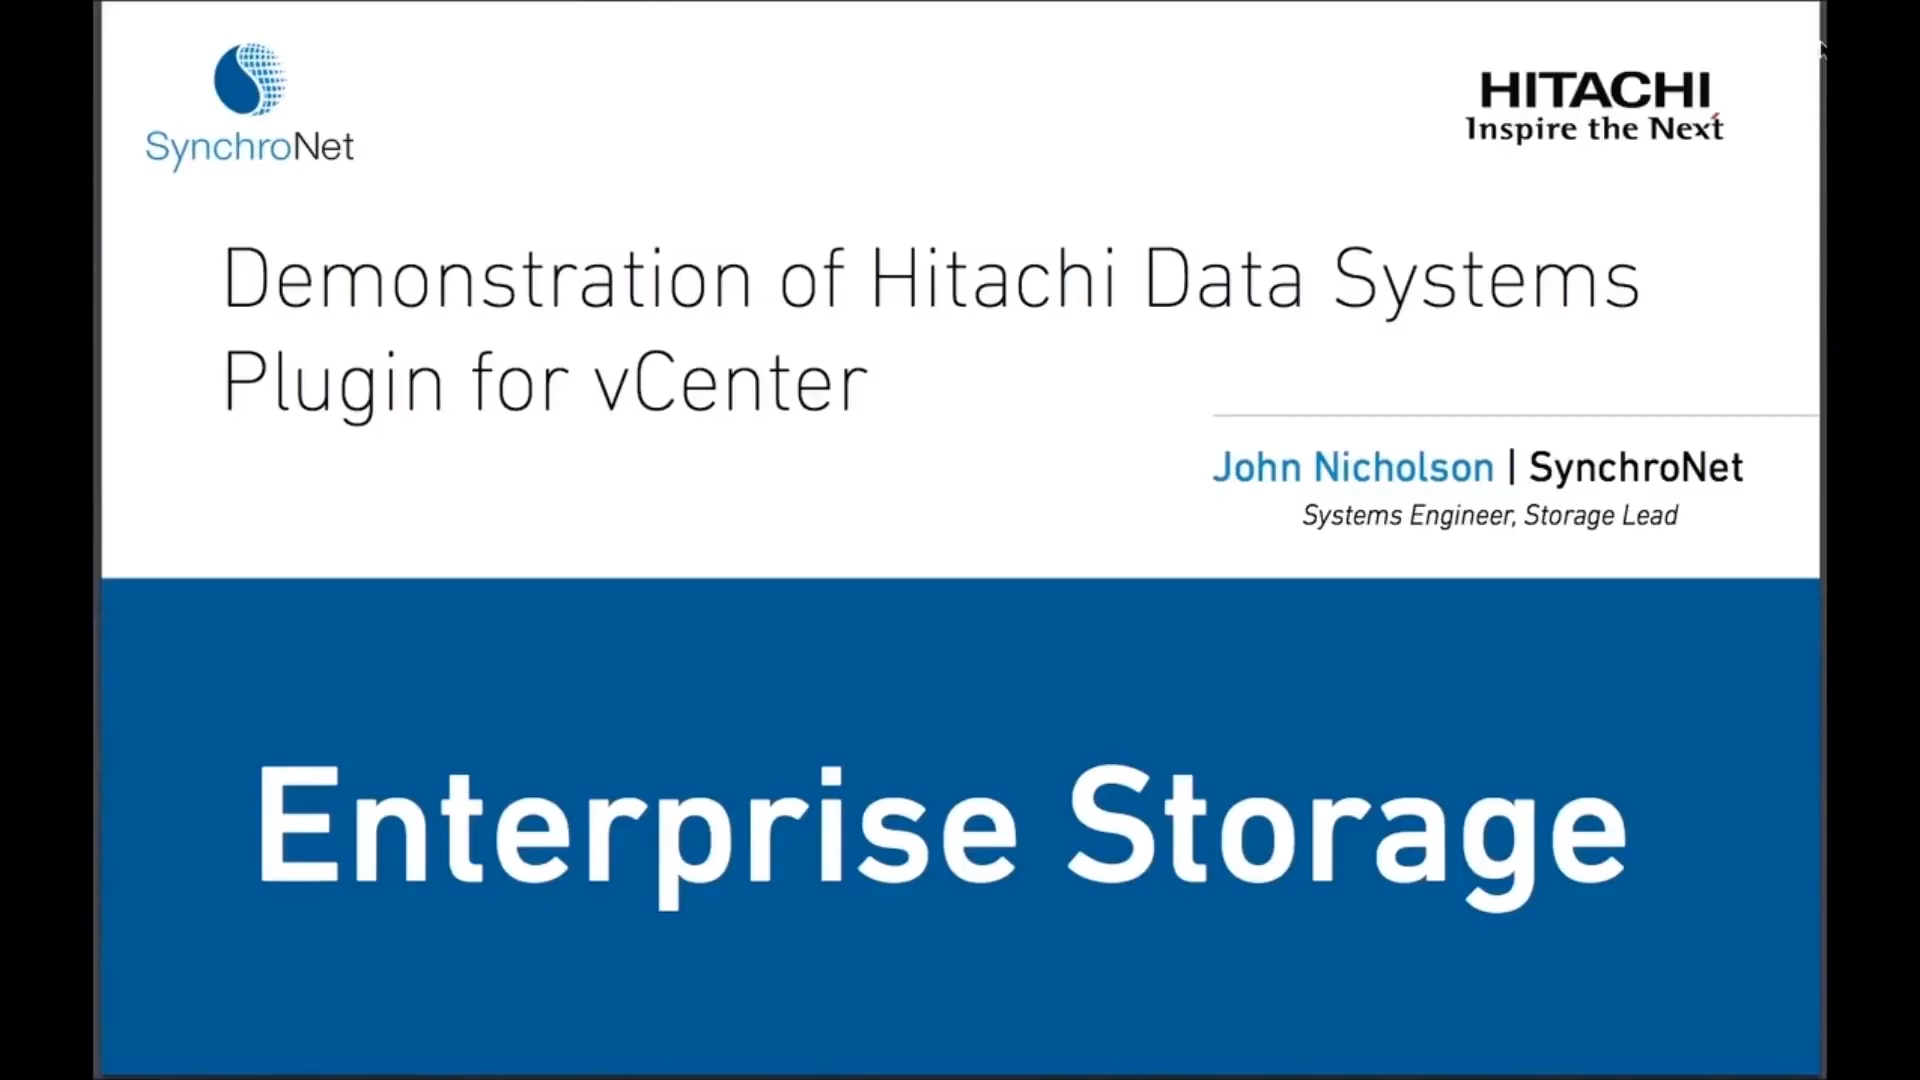 SynchroNet
HITACHI
Inspire the Next
Demonstration of Hitachi Data Systems
Plugin for vCenter
John Nicholson | SynchroNet
Systems Engineer, Storage Lead
Enterprise Storage